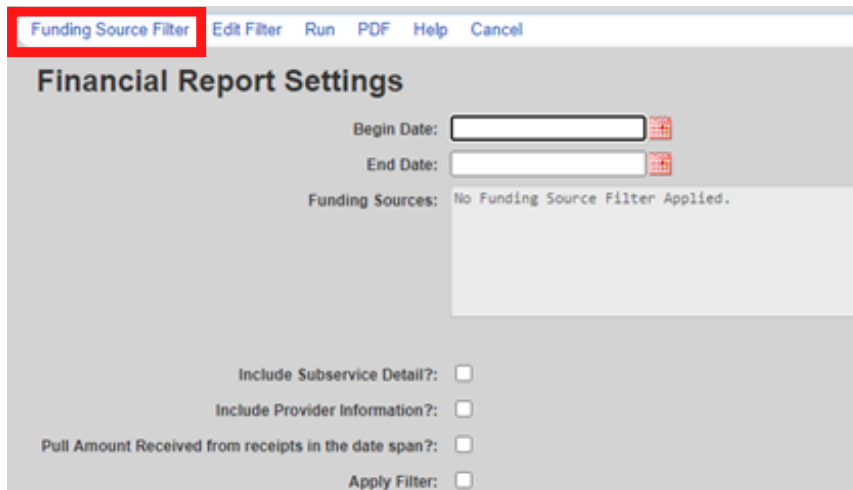 Funding Source Filter Edit Filter Run PDF Help Cancel
Financial Report Settings
Begin Date:
End Date:
Funding Sources: No Funding Source Filter Applied.
Include Subservice Detail?:
Include Provider Information?:
Pull Amount Received from receipts in the date span?:
Apply Filter: